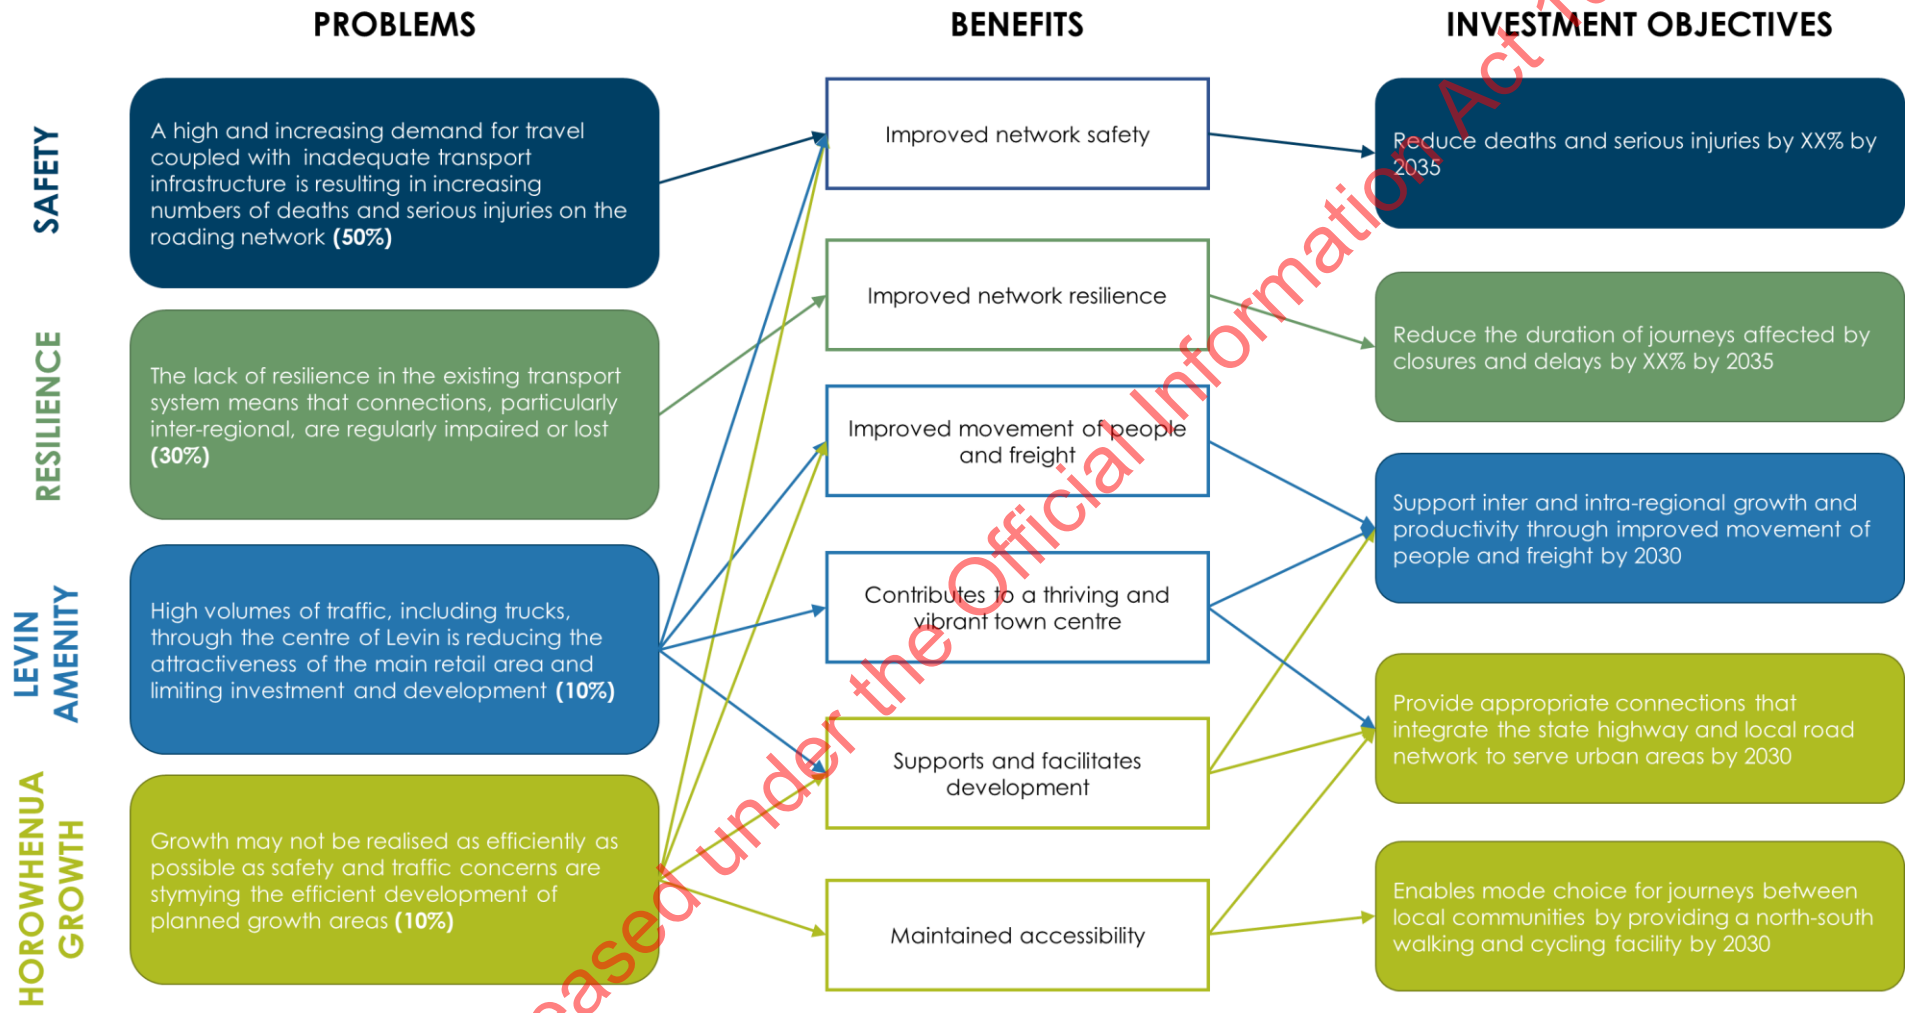 PROBLEMS
BENEFITS
INVESTMENT OBJECTIVES
SAFETY
A high and increasing demand for travel
coupled with inadequate transport
infrastructure is resulting in increasing
numbers of deaths and serious injuries on the
roading network (50%)
Improved network safety
Reduce deaths and serious injuries by XX% by
2035
RESILIENCE
The lack of resilience in the existing transport
system means that connections, particularly
inter-regional, are regularly impaired or lost
(30%)
Improved network resilience
Reduce the duration of journeys affected by
closures and delays by XX% by 2035
LEVIN
AMENITY
High volumes of traffic, including trucks,
through the centre of Levin is reducing the
attractiveness of the main retail area and
limiting investment and development (10%)
Improved movement of people
and freight
Contributes to a thriving and
vibrant town centre
Support inter and intra-regional growth and
productivity through improved movement of
people and freight by 2030
HOROWHENUA
GROWTH
Growth may not be realised as efficiently as
possible as safety and traffic concerns are
stymying the efficient development of
planned growth areas (10%)
Supports and facilitates
development
Maintained accessibility
Provide appropriate connections that
integrate the state highway and local road
network to serve urban areas by 2030
Enables mode choice for journeys between
local communities by providing a north-south
walking and cycling facility by 2030
eased under the Official Information Act